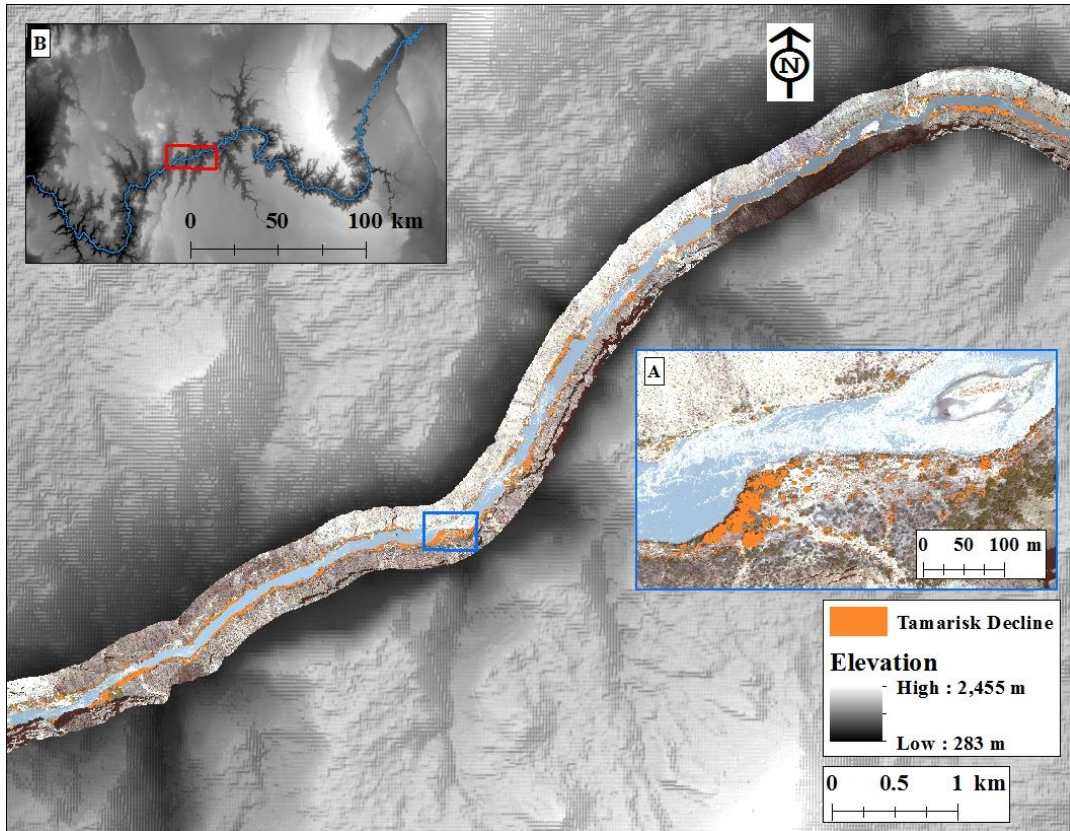 B
N
0 50 100 km
A
0 50 100 m
Tamarisk Decline
Elevation
High : 2,455 m
Low : 283 m
0 0.5 1 km